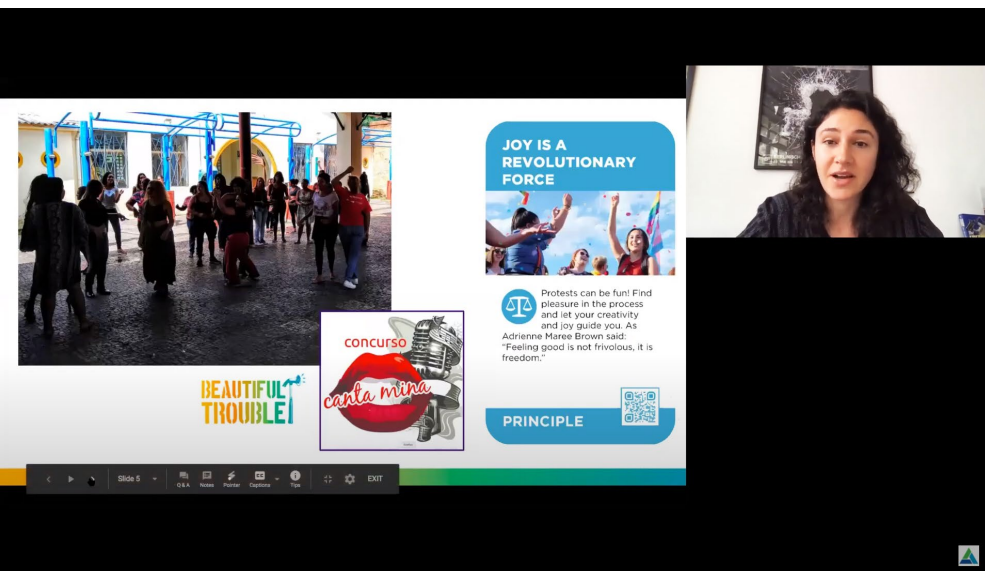 JOY IS A
REVOLUTIONARY
FORCE
Protests can be fun! Find
pleasure in the process
and let your creativity
and joy guide you. As
Adrienne Maree Brown said:
"Feeling good is not frivolous, it is
freedom."
PRINCIPLE
concurso
canta mina
BEAUTIFUL
TROUBLE
Slide 5
Q & A
Notes
Pointer
Captions
Tips
EXIT